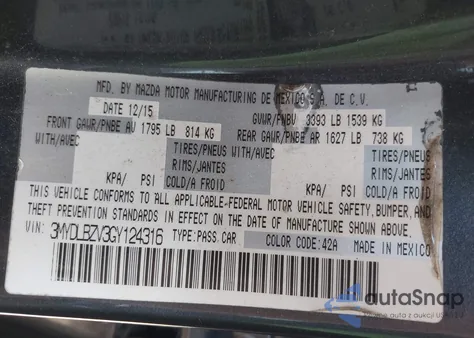 MFD. BY MAZDA MOTOR MANUFACTURING DE MEXICO S.A. DE C.V.
DATE 12/15 GVWR/PNBV 3393 LB 1539 KG
FRONT GAWR/PNBE AV 1795 LB 814 KG REAR GAWR/PNBE AR 1627 LB 738 KG
WITH/AVEC TIRES/PNEUS WITH/AVEC TIRES/PNEUS
RIMS/JANTES RIMS/JANTES
KPA/ PSI COLD/A FROID KPA/ PSI COLD/A FROID
THIS VEHICLE CONFORMS TO ALL APPLICABLE-FEDERAL MOTOR VEHICLE SAFETY, BUMPER, AND
THEFT PREVENTION STANDARDS IN EFFECT ON THE DATE OF MANUFACTURE SHOWN ABOVE.
3MYDLBZV3GY124316 TYPE:PASS.CAR COLOR CODE:42A MADE IN MEXICO
autoSnap